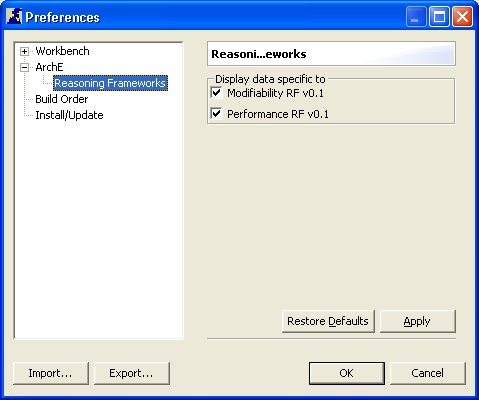 Preferences
Workbench
ArchE
Reasoning Frameworks
Build Order
Install/Update
Reasoni...eworks
Display data specific to
Modifiability RF v0.1
Performance RF v0.1
Restore Defaults
Apply
Import...
Export...
OK
Cancel